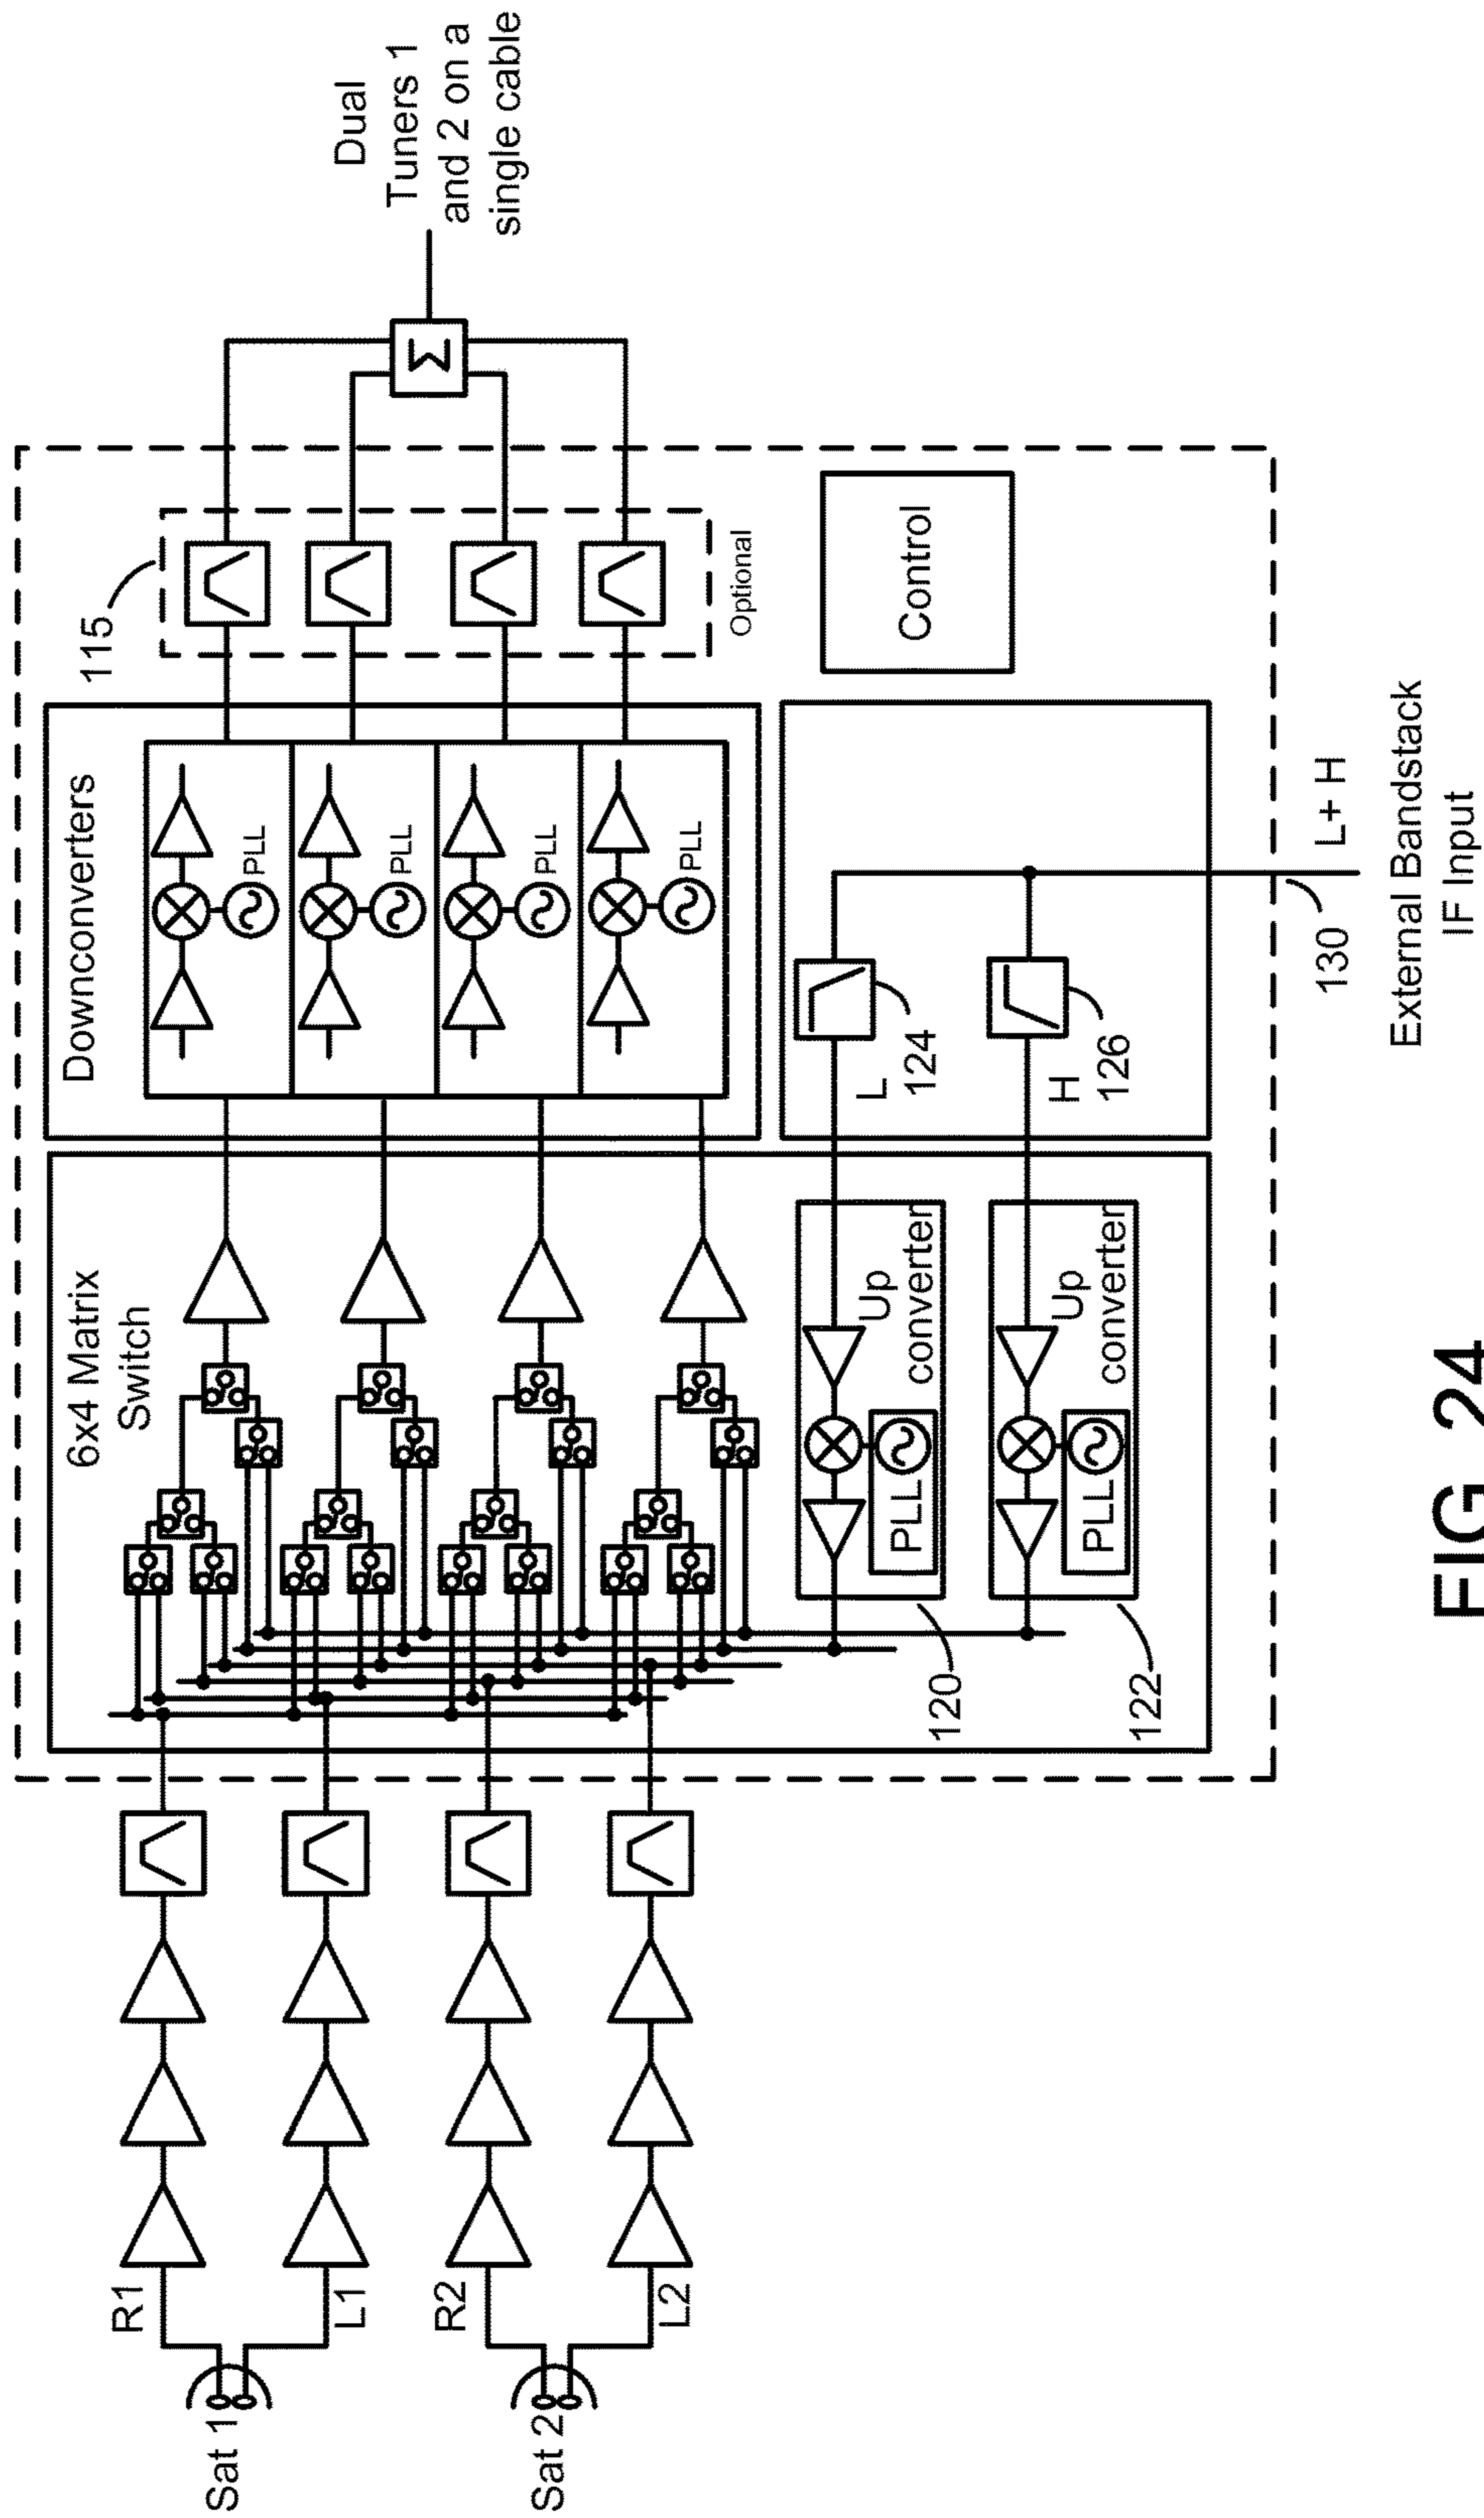 Sat 1
Sat 2
R1
L1
R2
L2
6x4 Matrix
Switch
Downconverters
PLL
PLL
PLL
PLL
115
Optional
Dual
Tuners 1
and 2 on a
single cable
Control
Up
converter
PLL
120
Up
converter
PLL
122
L
124
H
126
L+ H
130
External Bandstack
IF Input
FIG 24